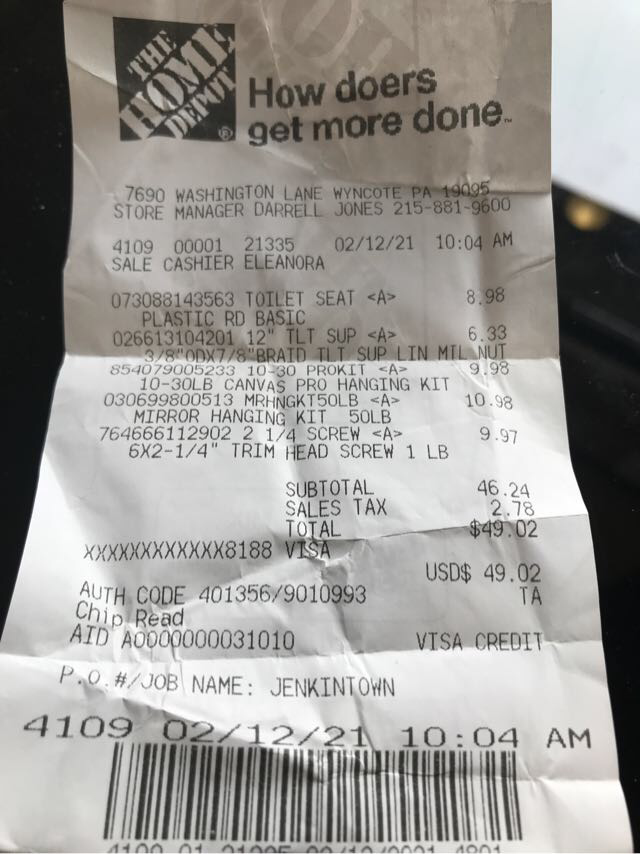 THE
HOME
DEPOT
®
How doers
get more done.™
7690 WASHINGTON LANE WYNCOTE PA 19095
STORE MANAGER DARRELL JONES 215-881-9600
4109 00001 21335 02/12/21 10:04 AM
SALE CASHIER ELEANORA
073088143563 TOILET SEAT <A> 8.98
PLASTIC RD BASIC
026613104201 12" TLT SUP <A> 6.33
3/8"ODX7/8"BRAID TLT SUP LIN MTL NUT
854079005233 10-30 PROKIT <A> 9.98
10-30LB CANVAS PRO HANGING KIT
030699800513 MRHNGKT50LB <A> 10.98
MIRROR HANGING KIT 50LB
764666112902 2 1/4 SCREW <A> 9.97
6X2-1/4" TRIM HEAD SCREW 1 LB
SUBTOTAL 46.24
SALES TAX 2.78
TOTAL $49.02
XXXXXXXXXXXX8188 VISA
USD$ 49.02
AUTH CODE 401356/9010993 TA
Chip Read
AID A0000000031010 VISA CREDIT
P.O.#/JOB NAME: JENKINTOWN
4109 02/12/21 10:04 AM